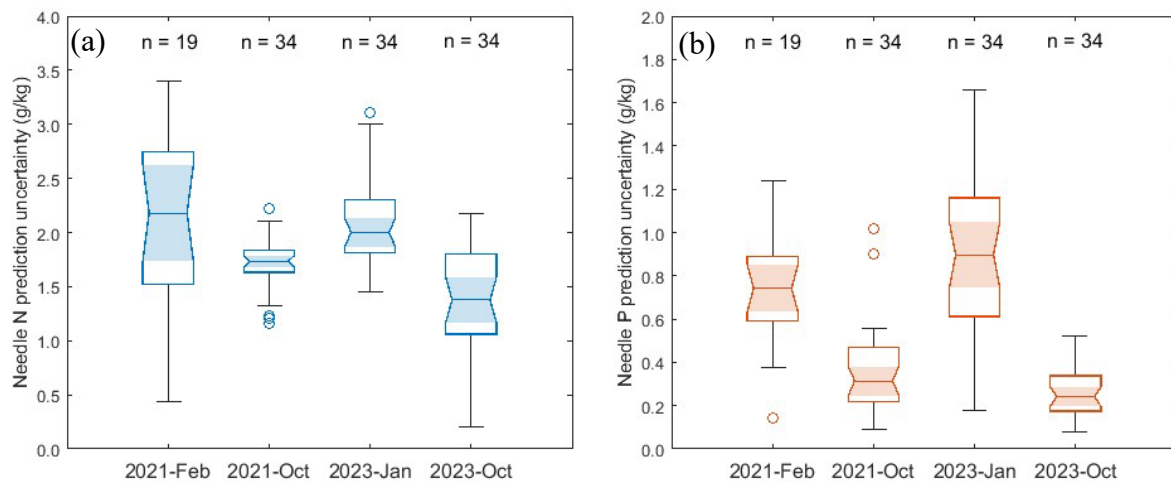 (a)
n = 19 n = 34 n = 34 n = 34
Needle N prediction uncertainty (g/kg)
4.0
3.5
3.0
2.5
2.0
1.5
1.0
0.5
0.0
2021-Feb 2021-Oct 2023-Jan 2023-Oct
(b)
n = 19 n = 34 n = 34 n = 34
Needle P prediction uncertainty (g/kg)
2.0
1.8
1.6
1.4
1.2
1.0
0.8
0.6
0.4
0.2
0.0
2021-Feb 2021-Oct 2023-Jan 2023-Oct